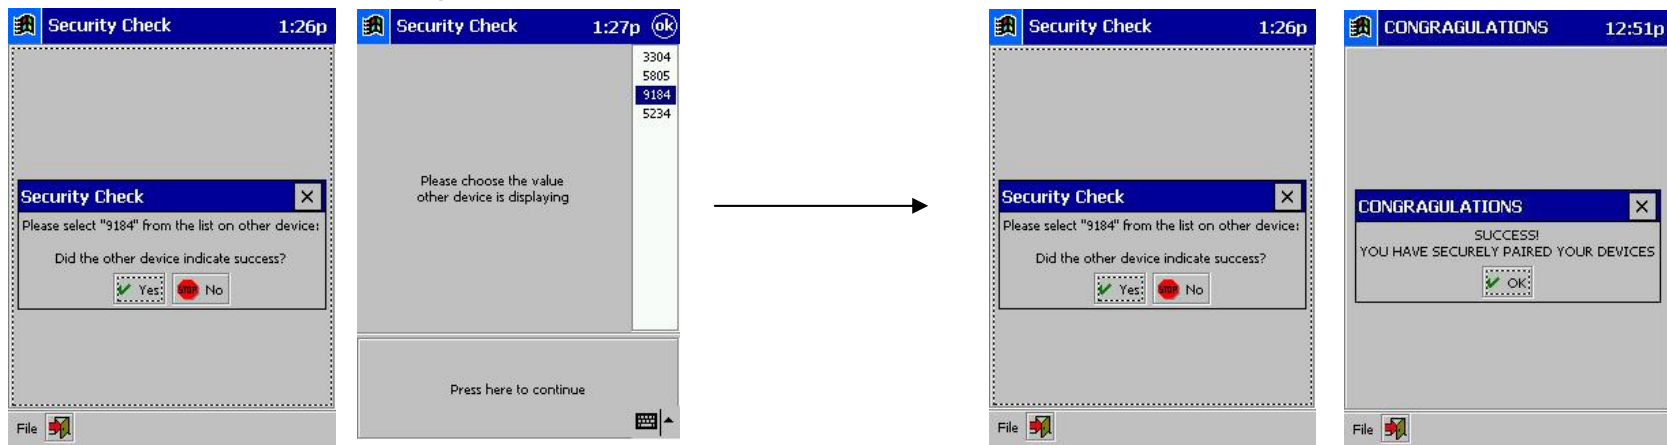 Security Check 1:26p
Security Check
Please select "9184" from the list on other device:
Did the other device indicate success?
Yes STOP No
File
Security Check 1:27p ok
3304
5805
9184
5234
Please choose the value
other device is displaying
Press here to continue
Security Check 1:26p
Security Check
Please select "9184" from the list on other device:
Did the other device indicate success?
Yes STOP No
File
CONGRAGULATIONS 12:51p
CONGRAGULATIONS
SUCCESS!
YOU HAVE SECURELY PAIRED YOUR DEVICES
OK
File